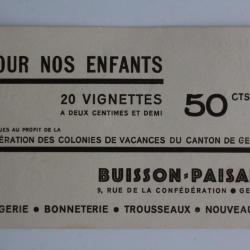 OUR NOS ENFANTS
20 VIGNETTES
A DEUX CENTIMES ET DEMI
50 CTS
UES AU PROFIT DE LA
ÉRATION DES COLONIES DE VACANCES DU CANTON DE GE
BUISSON-PAISA
9, RUE DE LA CONFÉDÉRATION • GE
GERIE • BONNETERIE • TROUSSEAUX • NOUVEA